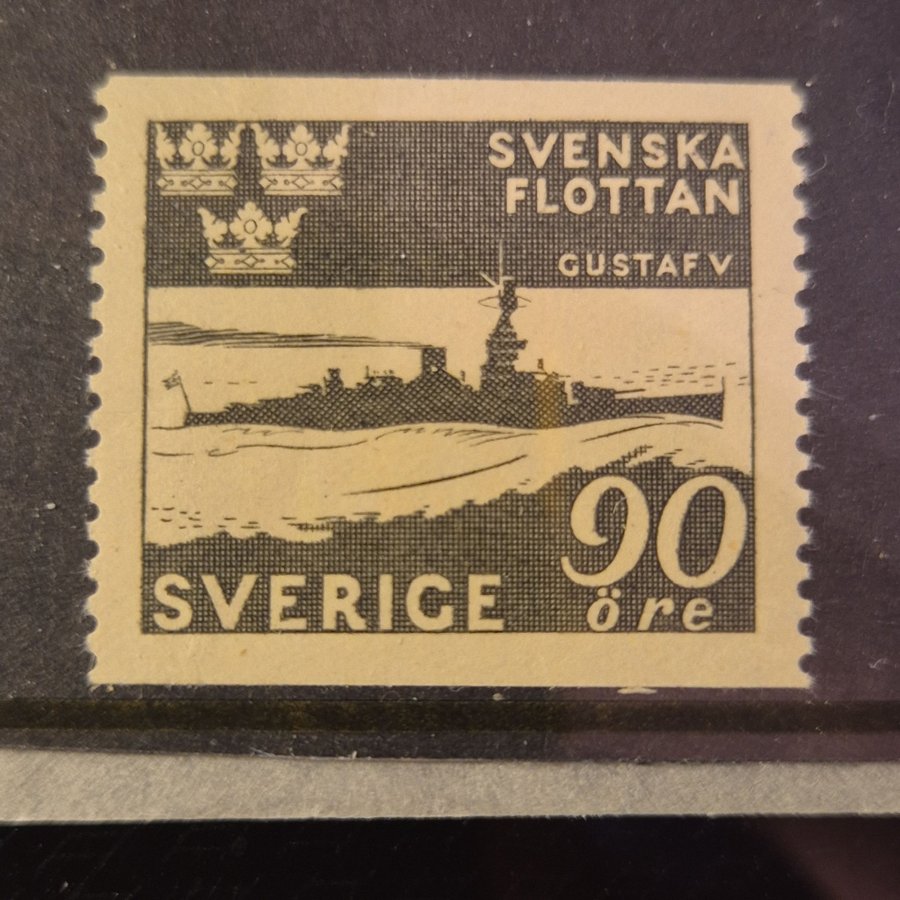 SVENSKA
FLOTTAN
GUSTAF V
90
SVERIGE
öre